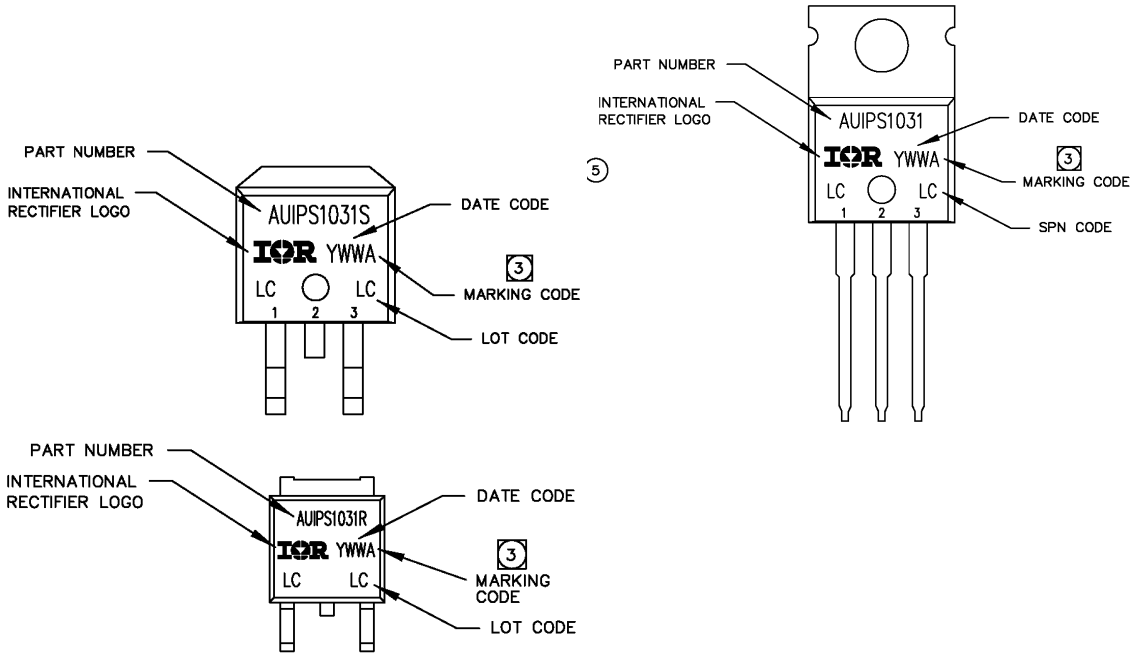 PART NUMBER
INTERNATIONAL
RECTIFIER LOGO
AUIPS1031S
IOR YWWA
LC LC
1 2 3
DATE CODE
3
MARKING CODE
LOT CODE
5
PART NUMBER
INTERNATIONAL
RECTIFIER LOGO
AUIPS1031
IOR YWWA
LC LC
1 2 3
DATE CODE
3
MARKING CODE
SPN CODE
PART NUMBER
INTERNATIONAL
RECTIFIER LOGO
AUIPS1031R
IOR YWWA
LC LC
DATE CODE
3
MARKING
CODE
LOT CODE